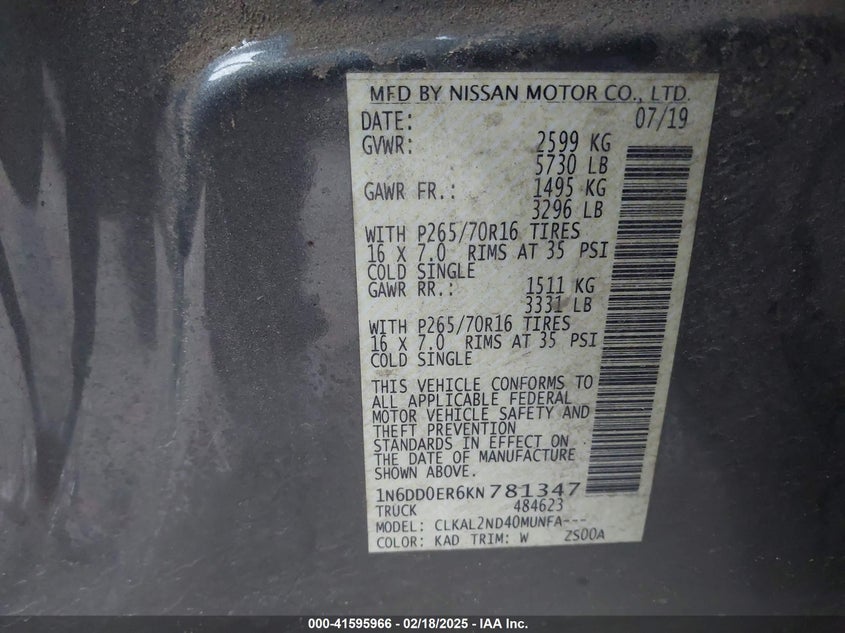 MFD BY NISSAN MOTOR CO., LTD.
DATE: 07/19
GVWR: 2599 KG
5730 LB
GAWR FR.: 1495 KG
3296 LB
WITH P265/70R16 TIRES
16 X 7.0 RIMS AT 35 PSI
COLD SINGLE
GAWR RR.: 1511 KG
3331 LB
WITH P265/70R16 TIRES
16 X 7.0 RIMS AT 35 PSI
COLD SINGLE
THIS VEHICLE CONFORMS TO
ALL APPLICABLE FEDERAL
MOTOR VEHICLE SAFETY AND
THEFT PREVENTION
STANDARDS IN EFFECT ON
THE DATE OF MANUFACTURE
SHOWN ABOVE.
1N6DD0ER6KN781347
TRUCK 484623
MODEL: CLKAL2ND40MUNFA---
COLOR: KAD TRIM: W ZS00A
000-41595966 - 02/18/2025 - IAA Inc.